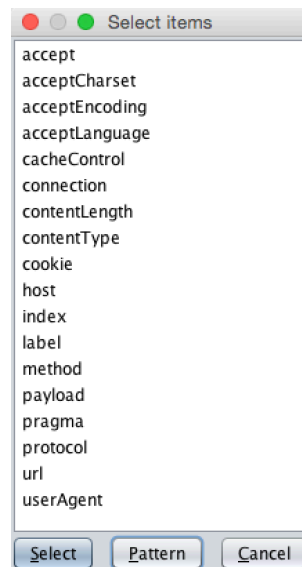 Select items
accept
acceptCharset
acceptEncoding
acceptLanguage
cacheControl
connection
contentLength
contentType
cookie
host
index
label
method
payload
pragma
protocol
url
userAgent
Select Pattern Cancel